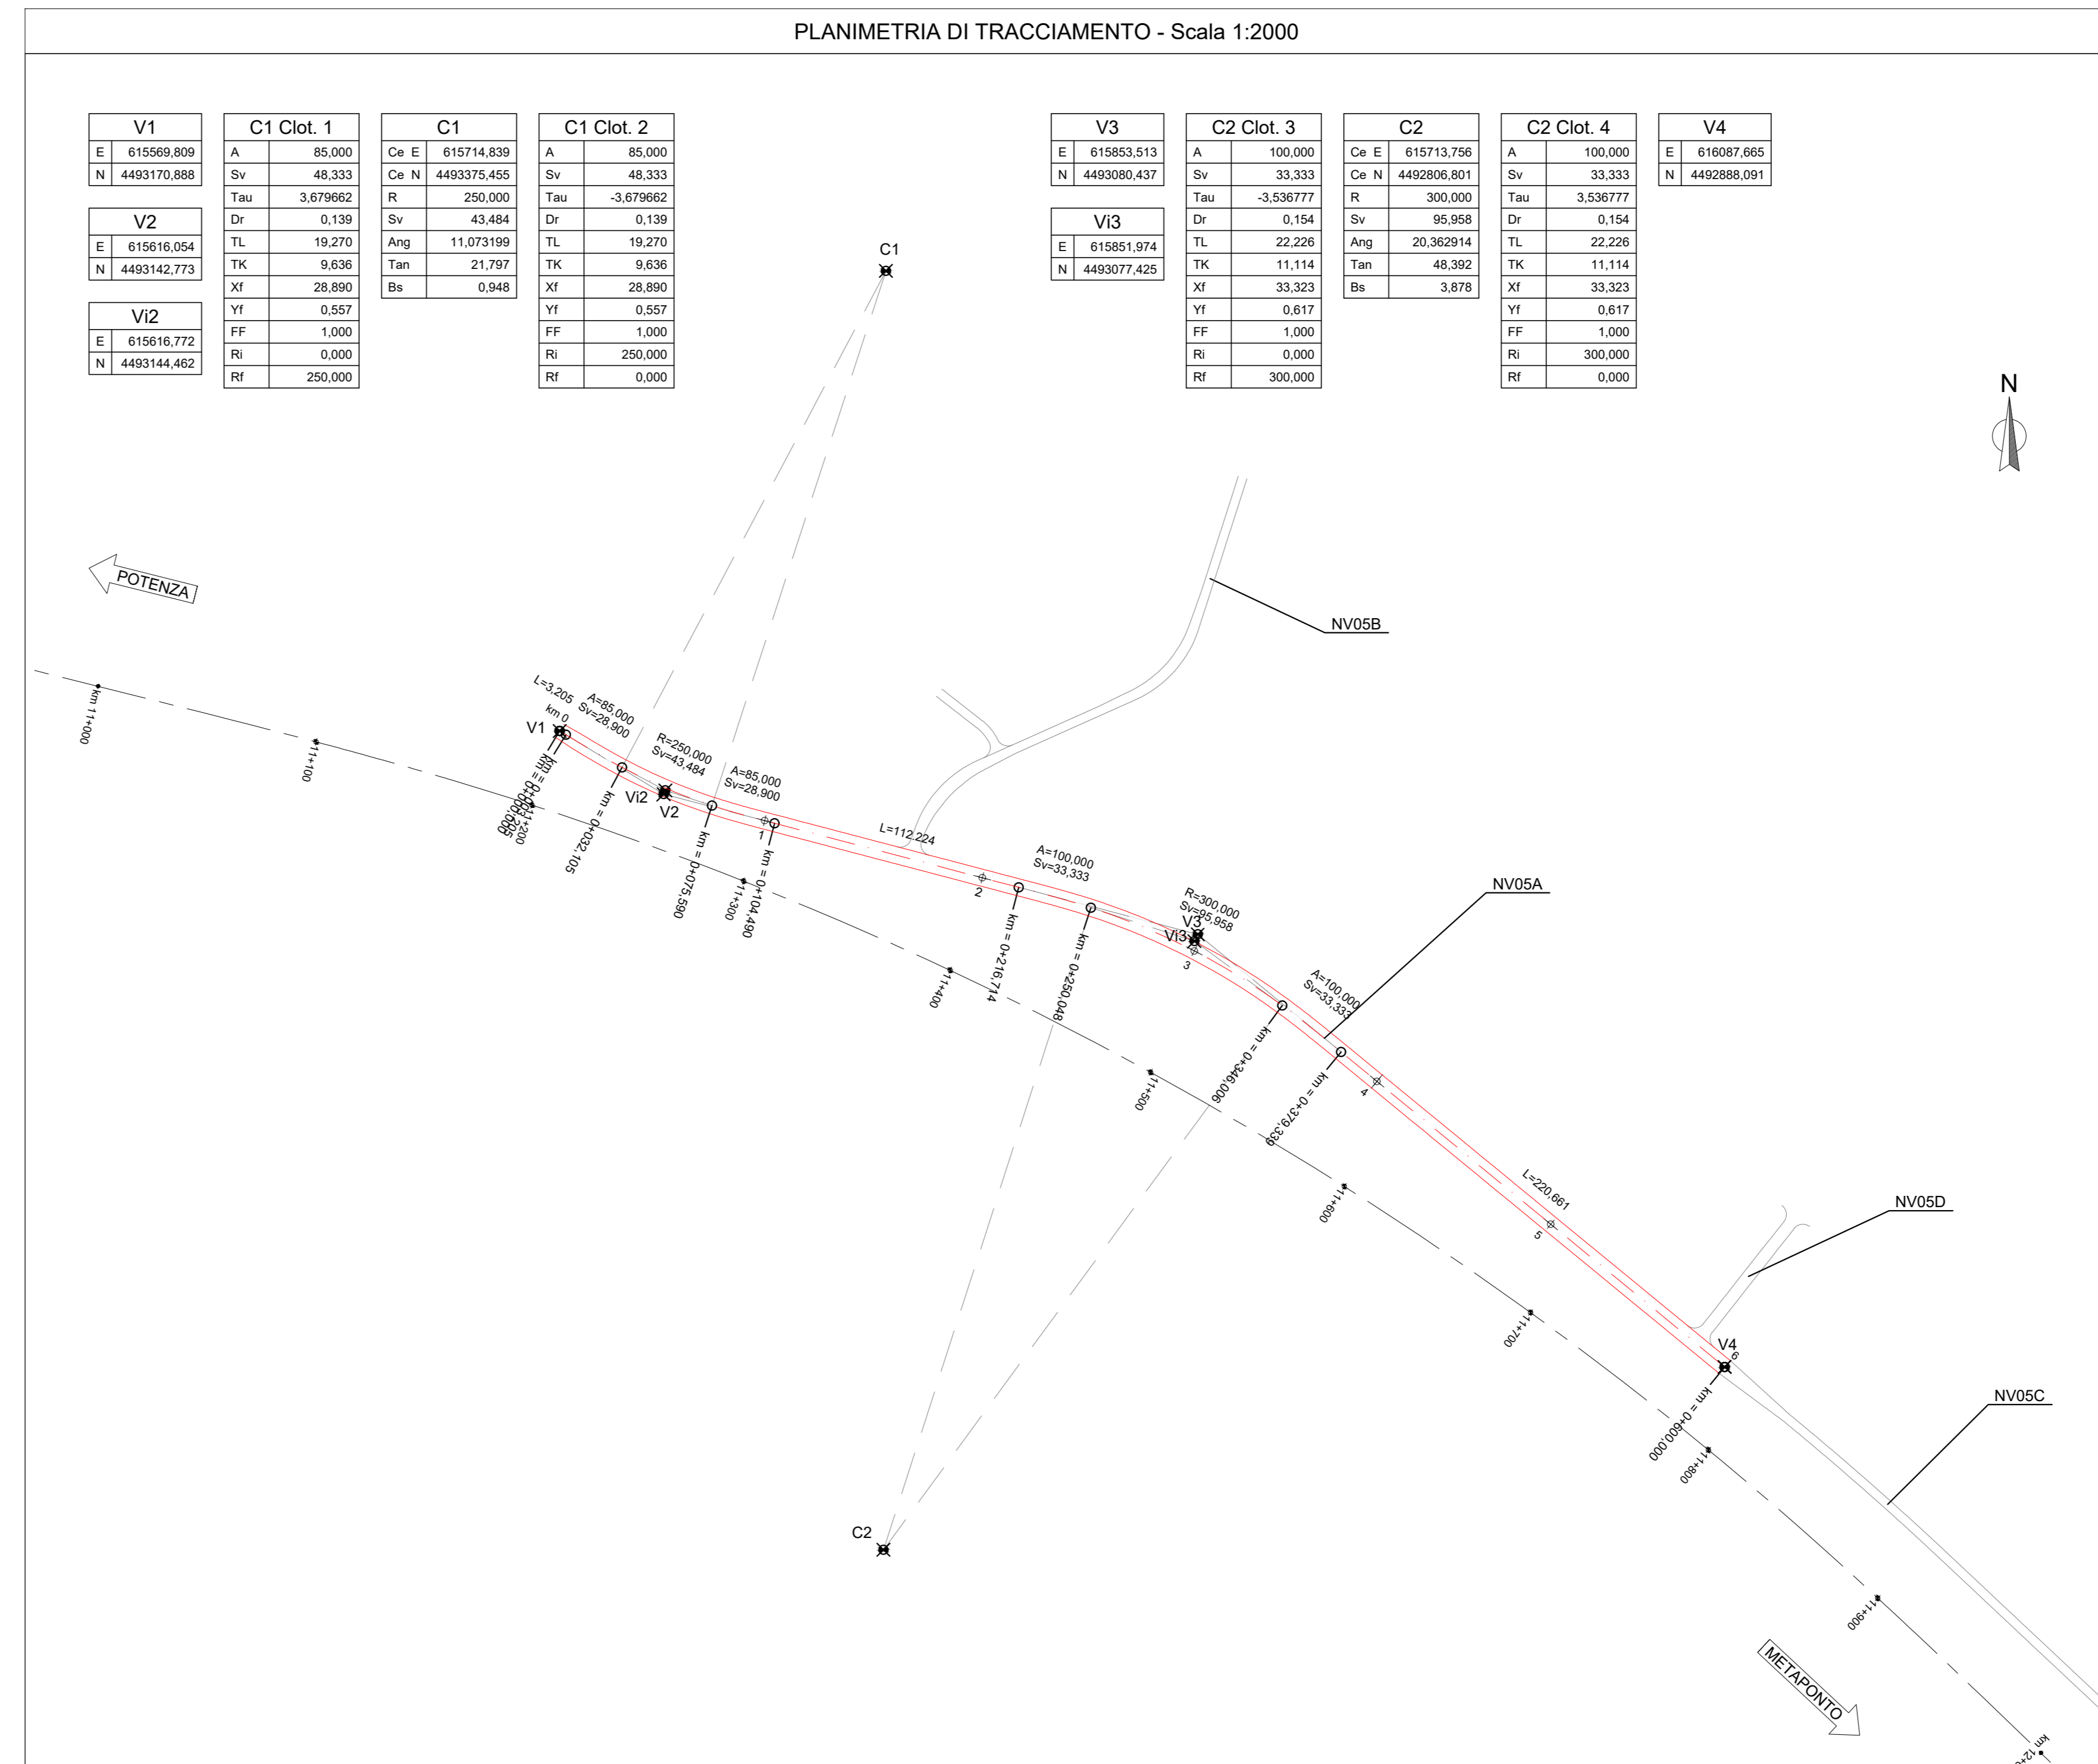 PLANIMETRIA DI TRACCIAMENTO - Scala 1:2000
V1
E 615569,809
N 4493170,888
V2
E 615616,054
N 4493142,773
Vi2
E 615616,772
N 4493144,462
C1 Clot. 1
A 85,000
Sv 48,333
Tau 3,679662
Dr 0,139
TL 19,270
TK 9,636
Xf 28,890
Yf 0,557
FF 1,000
Ri 0,000
Rf 250,000
C1
Ce E 615714,839
Ce N 4493375,455
R 250,000
Sv 43,484
Ang 11,073199
Tan 21,797
Bs 0,948
C1 Clot. 2
A 85,000
Sv 48,333
Tau -3,679662
Dr 0,139
TL 19,270
TK 9,636
Xf 28,890
Yf 0,557
FF 1,000
Ri 250,000
Rf 0,000
V3
E 615853,513
N 4493080,437
Vi3
E 615851,974
N 4493077,425
C2 Clot. 3
A 100,000
Sv 33,333
Tau -3,536777
Dr 0,154
TL 22,226
TK 11,114
Xf 33,323
Yf 0,617
FF 1,000
Ri 0,000
Rf 300,000
C2
Ce E 615713,756
Ce N 4492806,801
R 300,000
Sv 95,958
Ang 20,362914
Tan 48,392
Bs 3,878
C2 Clot. 4
A 100,000
Sv 33,333
Tau 3,536777
Dr 0,154
TL 22,226
TK 11,114
Xf 33,323
Yf 0,617
FF 1,000
Ri 300,000
Rf 0,000
V4
E 616087,665
N 4492888,091
C1
N
POTENZA
NV05B
km 11+000
11+100
11+200
11+300
11+400
11+500
11+600
11+700
11+800
11+900
L=3,205
km 0
A=85,000
Sv=28,900
V1
km = 0+000,000
km = 0+003,205
R=250,000
Sv=43,484
A=85,000
Sv=28,900
Vi2
V2
1
km = 0+032,105
km = 0+075,590
km = 0+104,490
L=112.224
2
A=100,000
Sv=33,333
km = 0+216,714
km = 0+250,048
R=300,000
Sv=95,958
V3
Vi3
3
NV05A
A=100,000
Sv=33,333
km = 0+346,006
km = 0+379,339
4
L=220,661
5
NV05D
V4
6
km = 0+600,000
NV05C
C2
METAPONTO